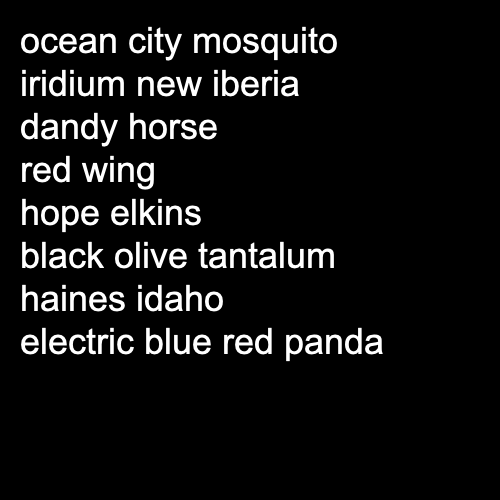 ocean city mosquito
iridium new iberia
dandy horse
red wing
hope elkins
black olive tantalum
haines idaho
electric blue red panda